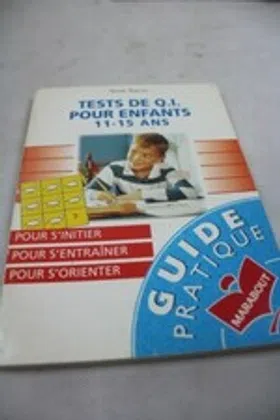 TESTS DE Q.I.
POUR ENFANTS
11-15 ANS
?
POUR S'INITIER
POUR S'ENTRAÎNER
POUR S'ORIENTER
GUIDE
PRATIQUE
MARABOUT